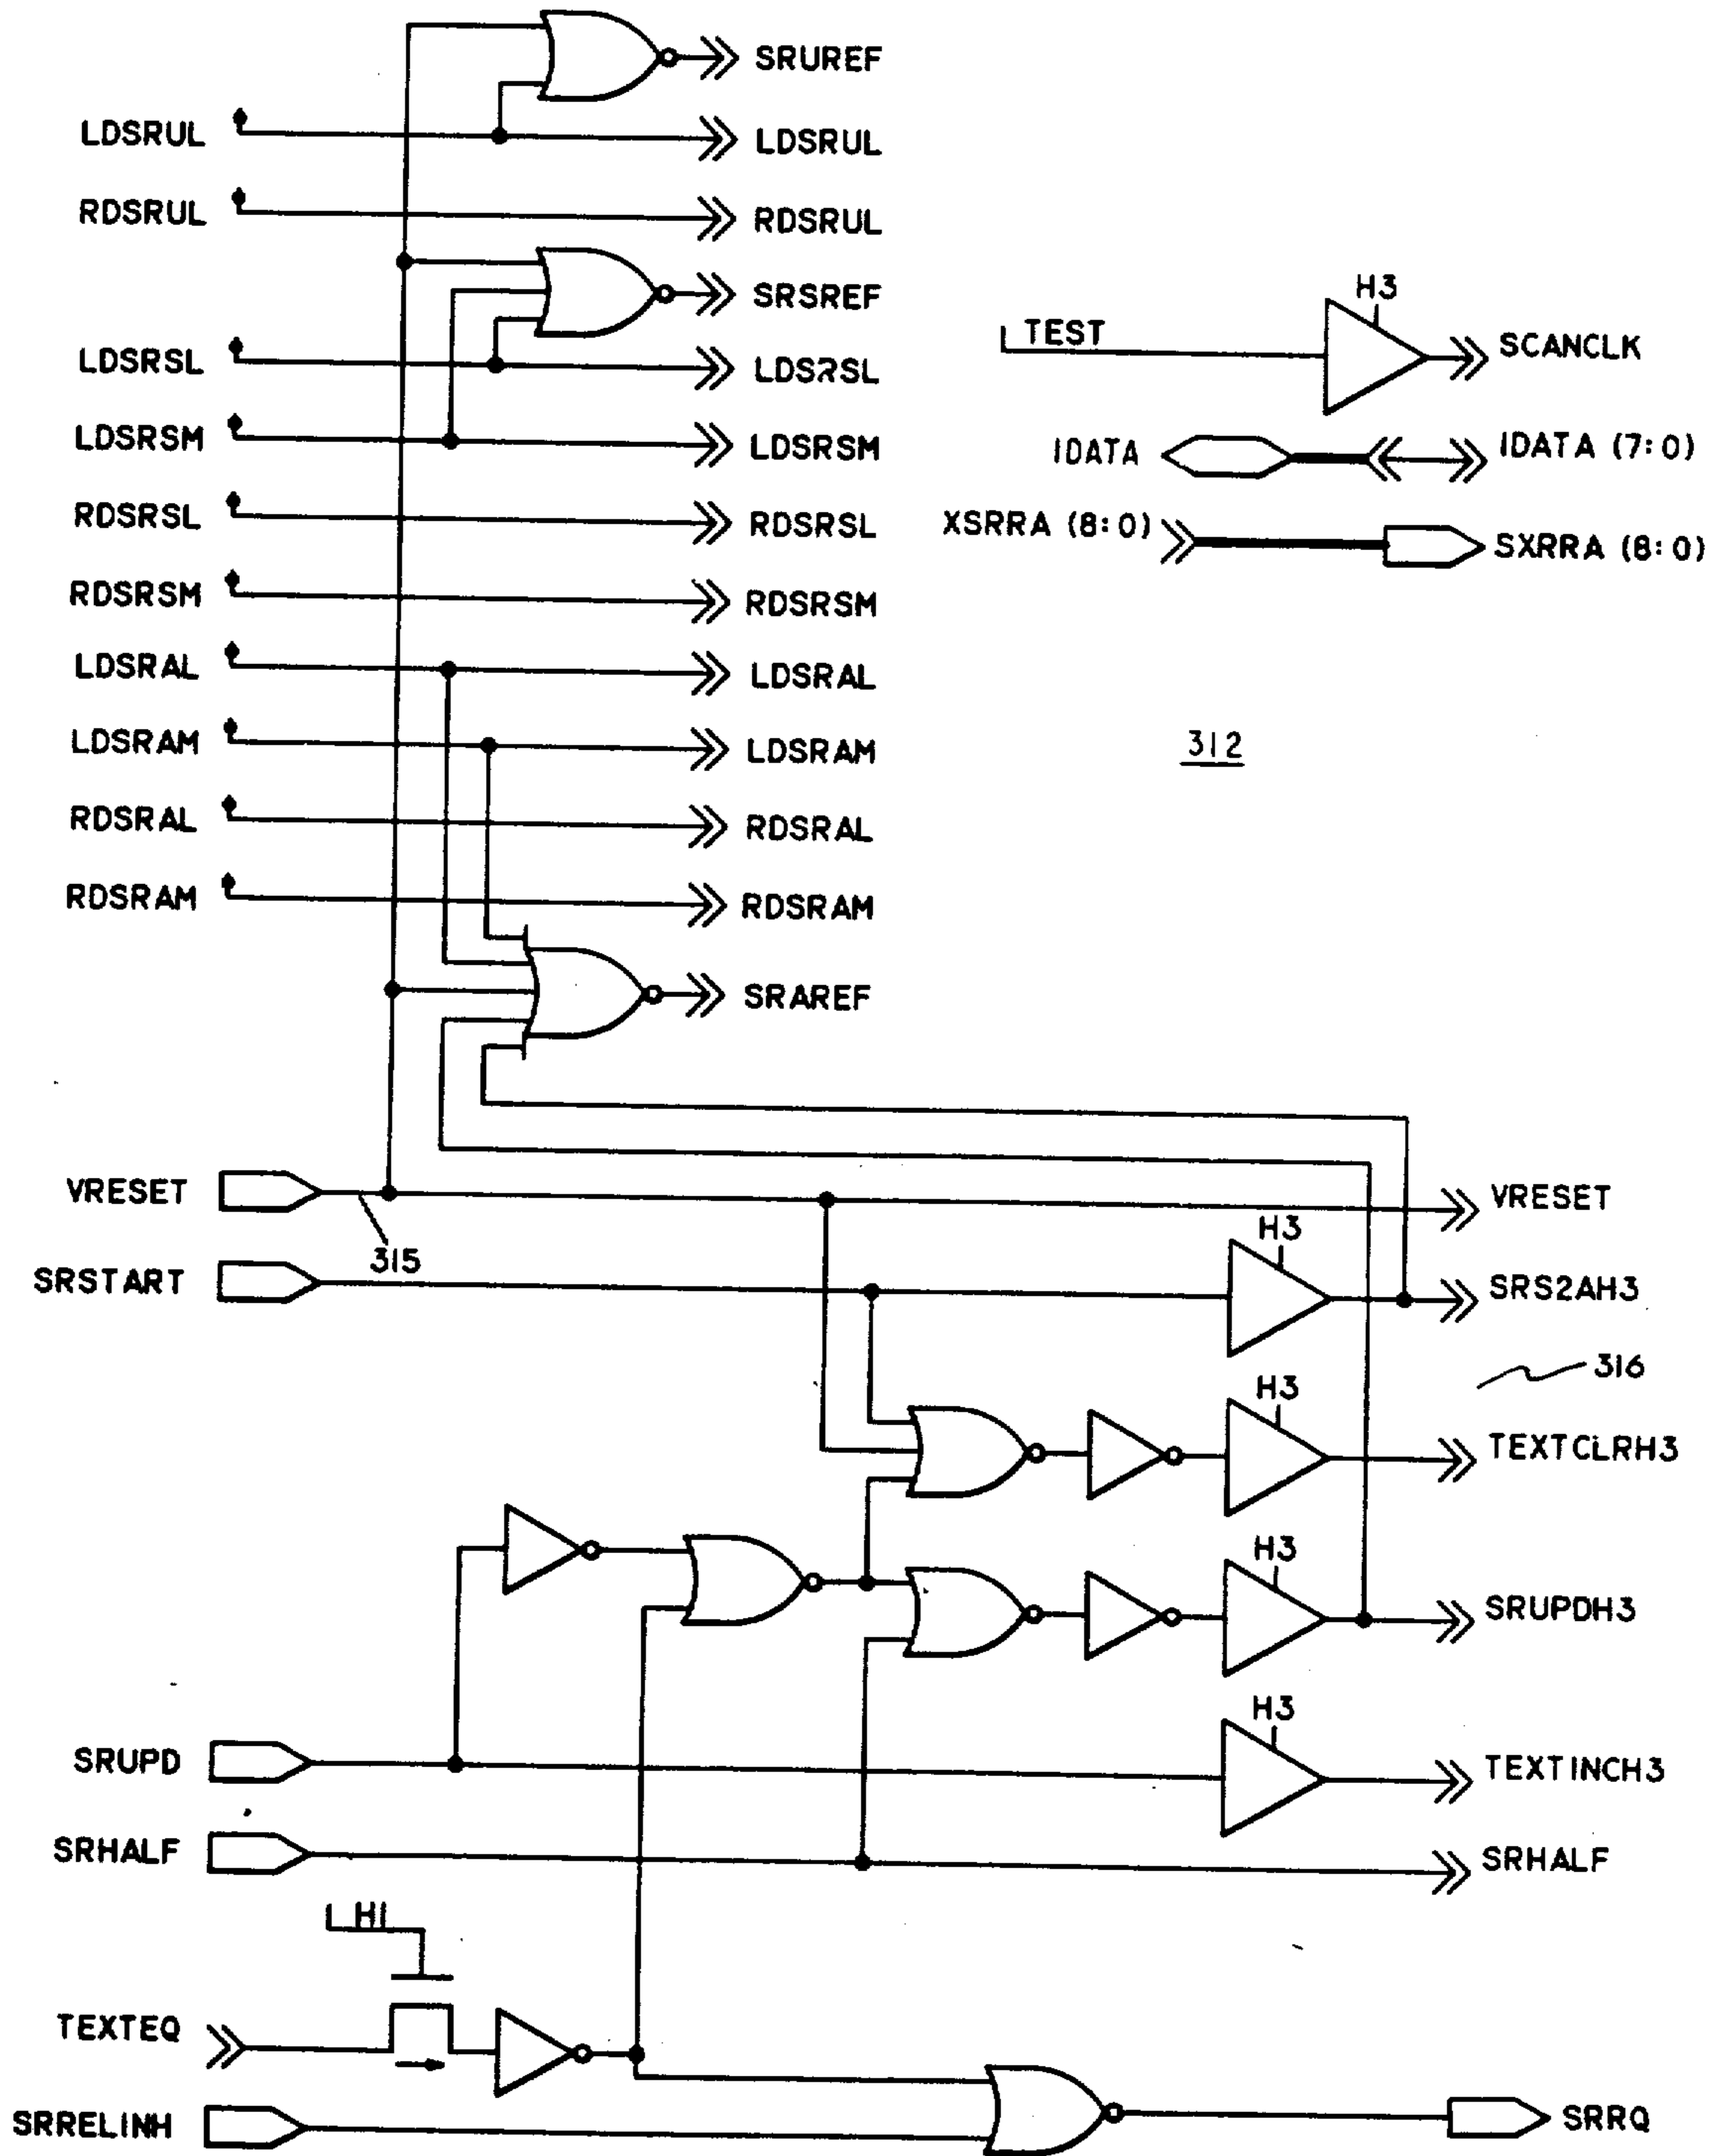 SRUREF
LDSRUL LDSRUL
RDSRUL RDSRUL
SRSREF
LDSRSL LDSRSL
LDSRSM LDSRSM
RDSRSL RDSRSL
RDSRSM RDSRSM
LDSRAL LDSRAL
LDSRAM LDSRAM
RDSRAL RDSRAL
RDSRAM RDSRAM
SRAREF
H3
TEST SCANCLK
IDATA IDATA (7:0)
XSRRA (8:0) SXRRA (8:0)
312
VRESET VRESET
315
H3
SRSTART SRS2AH3
316
H3
TEXTCLRH3
H3
SRUPDH3
H3
SRUPD TEXTINCH3
SRHALF SRHALF
H1
TEXTEQ
SRRELINH SRRQ